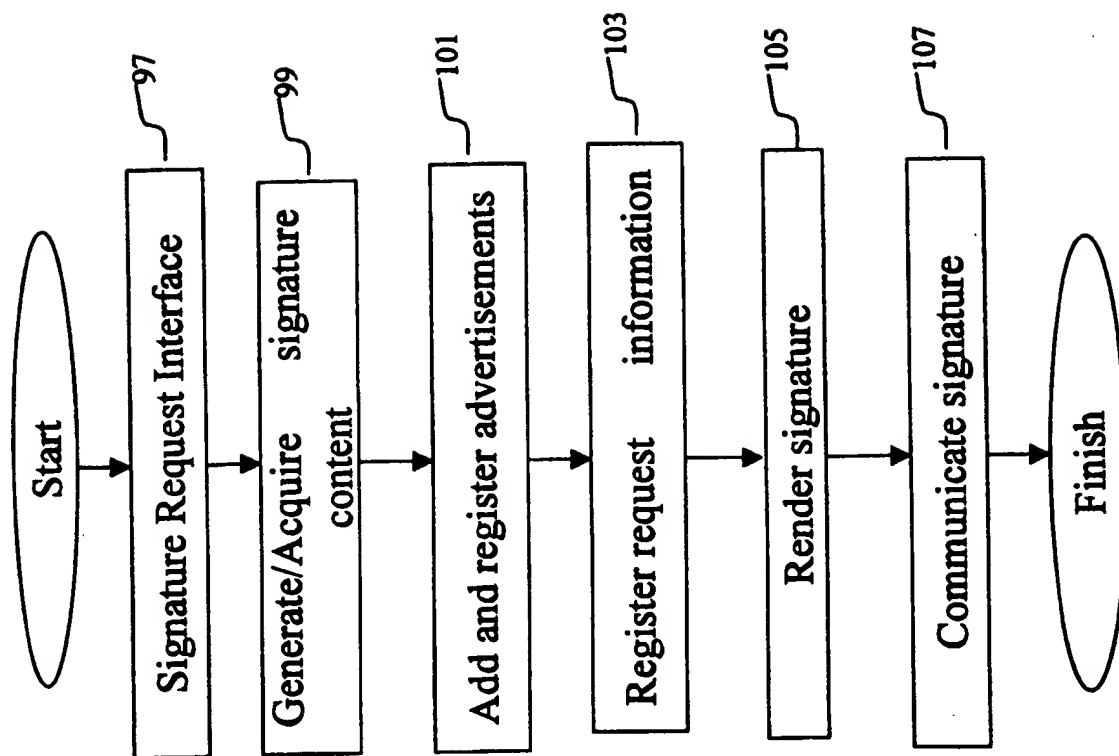 Start
Signature Request Interface
97
Generate/Acquire signature
content
99
Add and register advertisements
101
Register request information
103
Render signature
105
Communicate signature
107
Finish